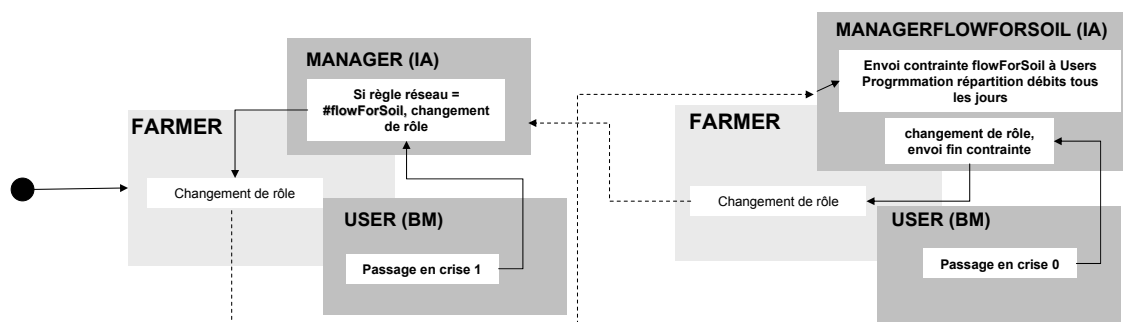 MANAGER (IA)
Si règle réseau =
#flowForSoil, changement
de rôle
FARMER
Changement de rôle
USER (BM)
Passage en crise 1
MANAGERFLOWFORSOIL (IA)
Envoi contrainte flowForSoil à Users
Progrmmation répartition débits tous
les jours
FARMER
changement de rôle,
envoi fin contrainte
Changement de rôle
USER (BM)
Passage en crise 0